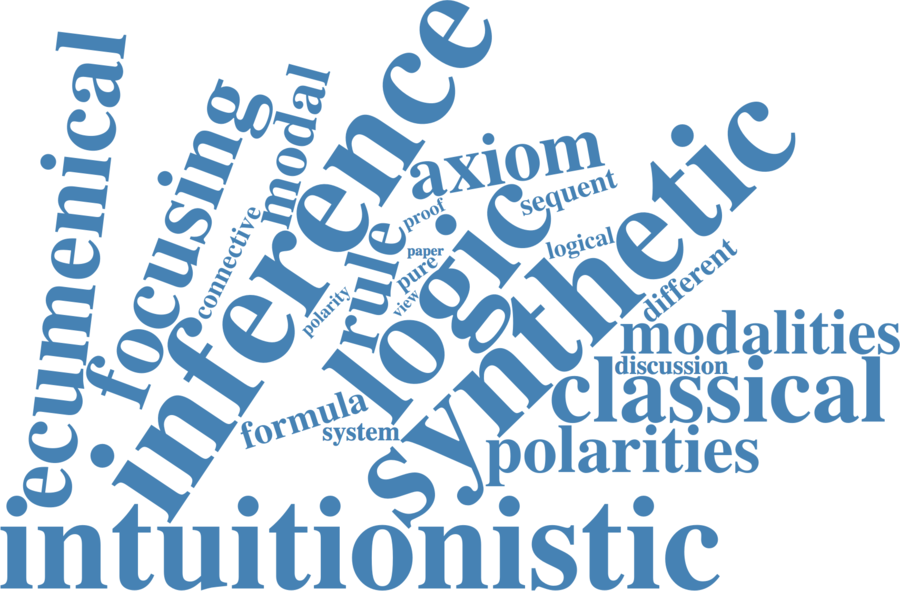 ecumenical
focusing
modal
inference
connective
axiom
sequent
proof
rule
paper
pure
view
polarity
logic
logical
synthetic
different
modalities
discussion
classical
formula
system
polarities
intuitionistic